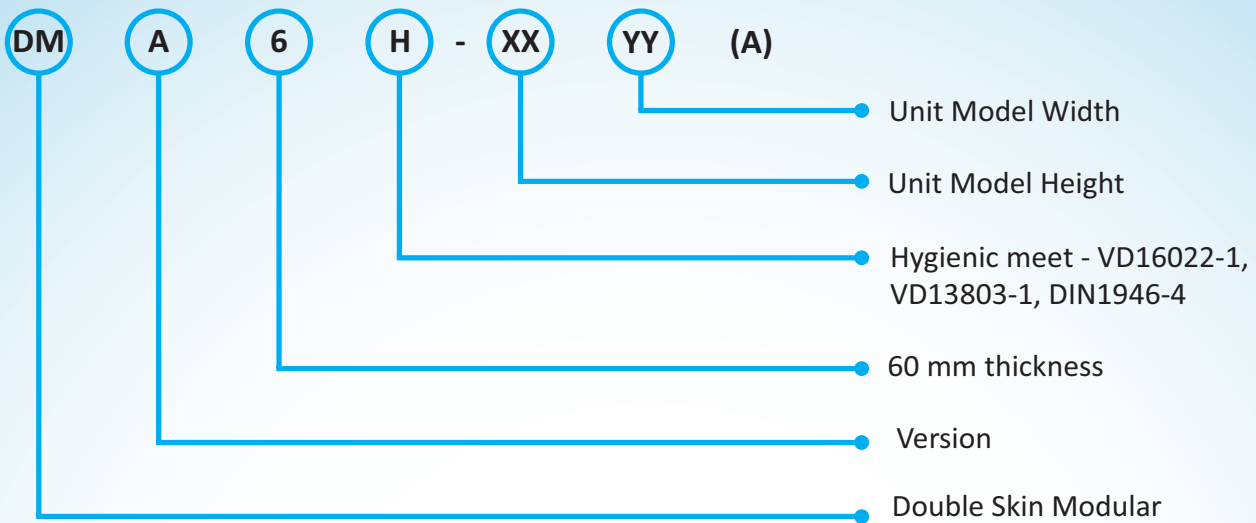 DM A 6 H - XX YY (A)
Unit Model Width
Unit Model Height
Hygienic meet - VD16022-1,
VD13803-1, DIN1946-4
60 mm thickness
Version
Double Skin Modular